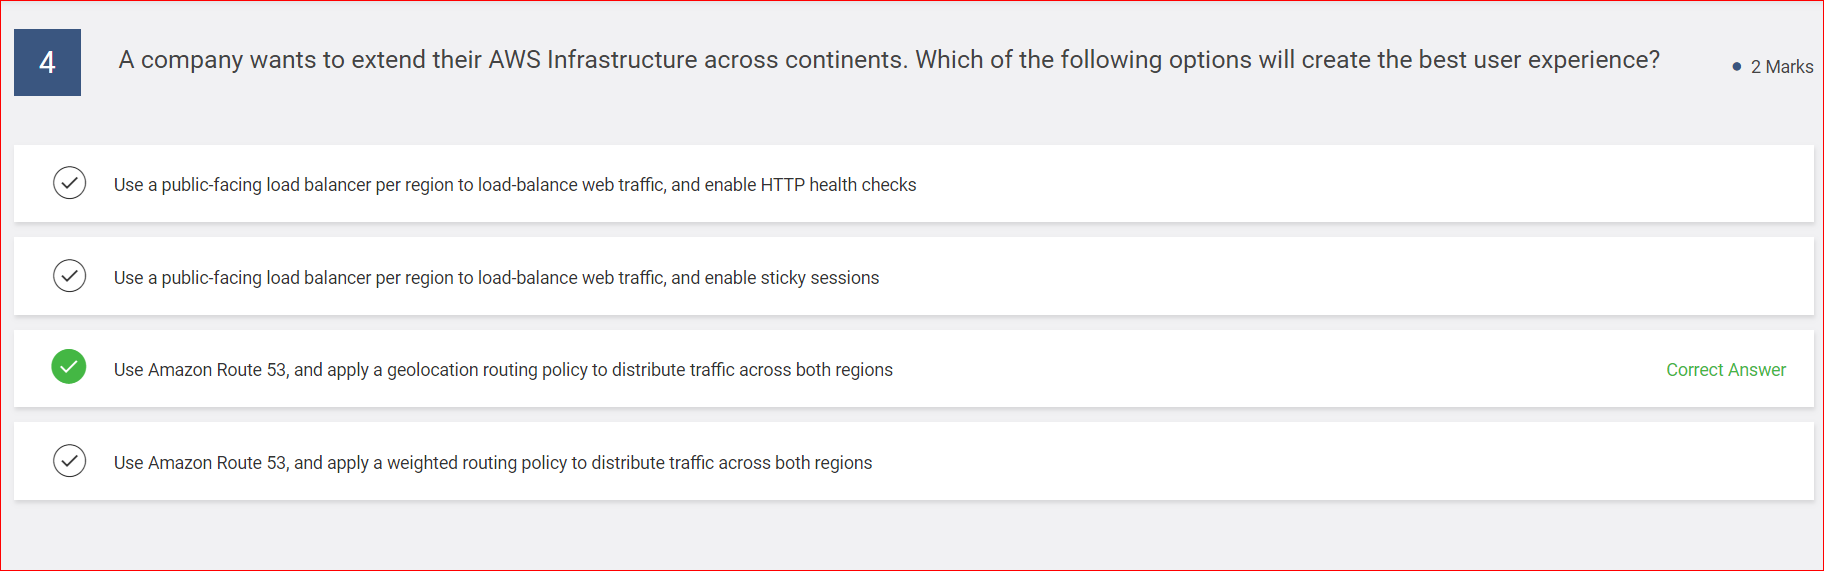 4
A company wants to extend their AWS Infrastructure across continents. Which of the following options will create the best user experience?
2 Marks
Use a public-facing load balancer per region to load-balance web traffic, and enable HTTP health checks
Use a public-facing load balancer per region to load-balance web traffic, and enable sticky sessions
Use Amazon Route 53, and apply a geolocation routing policy to distribute traffic across both regions
Correct Answer
Use Amazon Route 53, and apply a weighted routing policy to distribute traffic across both regions